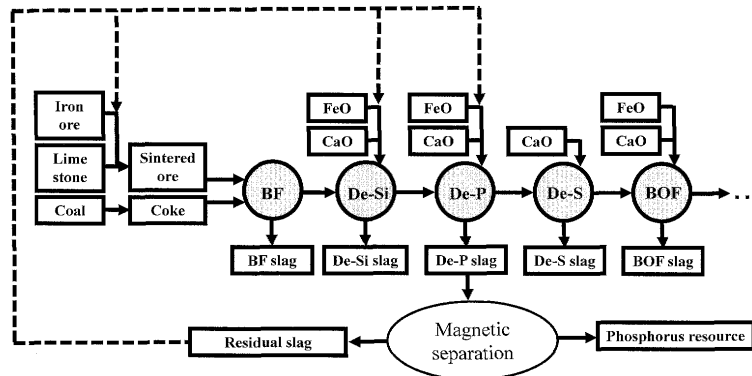 Iron
ore
Lime
stone
Coal
Sintered
ore
Coke
BF
FeO
CaO
De-Si
FeO
CaO
De-P
CaO
De-S
FeO
CaO
BOF
BF slag
De-Si slag
De-P slag
De-S slag
BOF slag
Residual slag
Magnetic
separation
Phosphorus resource